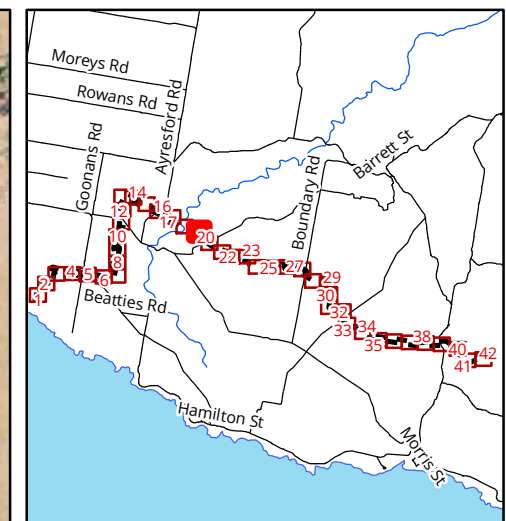 Moreys Rd
Rowans Rd
Ayresford Rd
Goonans Rd
Barrett St
Boundary Rd
14
16
12
17
10
20
8
22
23
25
27
29
4
5
6
2
1
Beatties Rd
30
32
33
34
35
38
40
41
42
Hamilton St
Morris St